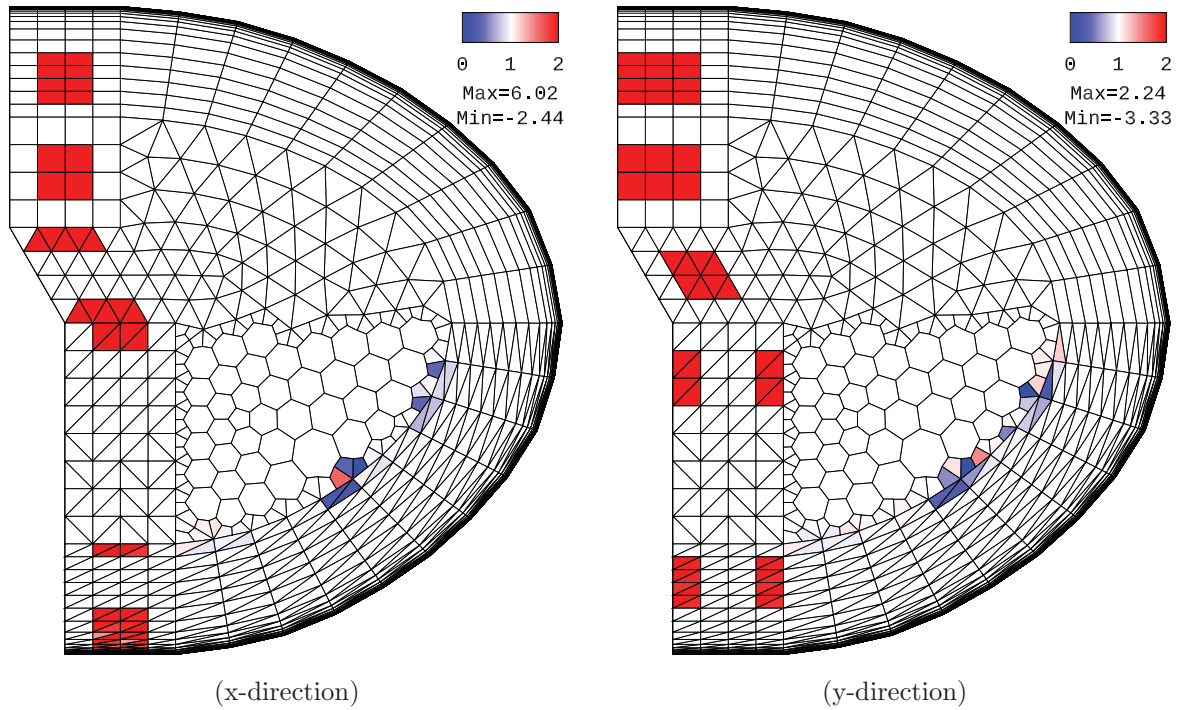 0 1 2
Max=6.02
Min=-2.44
0 1 2
Max=2.24
Min=-3.33
(x-direction)
(y-direction)